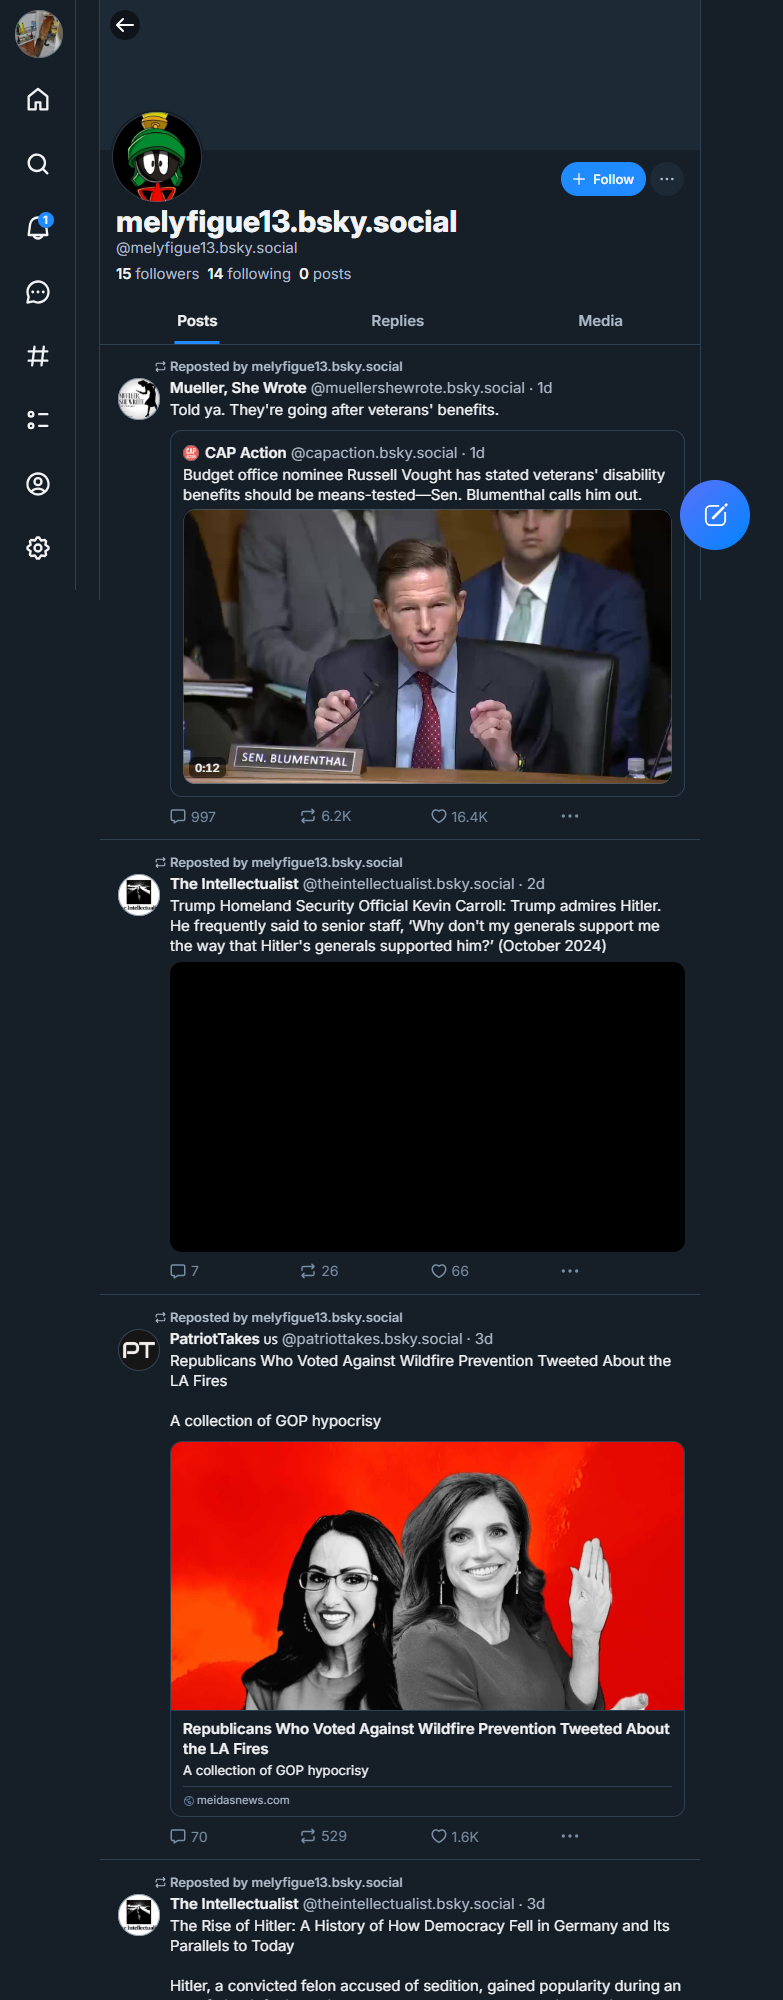 1
+ Follow
melyfigue13.bsky.social
@melyfigue13.bsky.social
15 followers 14 following 0 posts
Posts Replies Media
Reposted by melyfigue13.bsky.social
Mueller, She Wrote @muellershewrote.bsky.social · 1d
Told ya. They're going after veterans' benefits.
CAP Action @capaction.bsky.social · 1d
Budget office nominee Russell Vought has stated veterans' disability
benefits should be means-tested—Sen. Blumenthal calls him out.
SEN. BLUMENTHAL
0:12
997 6.2K 16.4K
Reposted by melyfigue13.bsky.social
The Intellectualist @theintellectualist.bsky.social · 2d
Trump Homeland Security Official Kevin Carroll: Trump admires Hitler.
He frequently said to senior staff, ‘Why don't my generals support me
the way that Hitler's generals supported him?’ (October 2024)
7 26 66
Reposted by melyfigue13.bsky.social
PT
PatriotTakes US @patriottakes.bsky.social · 3d
Republicans Who Voted Against Wildfire Prevention Tweeted About the
LA Fires
A collection of GOP hypocrisy
Republicans Who Voted Against Wildfire Prevention Tweeted About
the LA Fires
A collection of GOP hypocrisy
meidasnews.com
70 529 1.6K
Reposted by melyfigue13.bsky.social
The Intellectualist @theintellectualist.bsky.social · 3d
The Rise of Hitler: A History of How Democracy Fell in Germany and Its
Parallels to Today
Hitler, a convicted felon accused of sedition, gained popularity during an